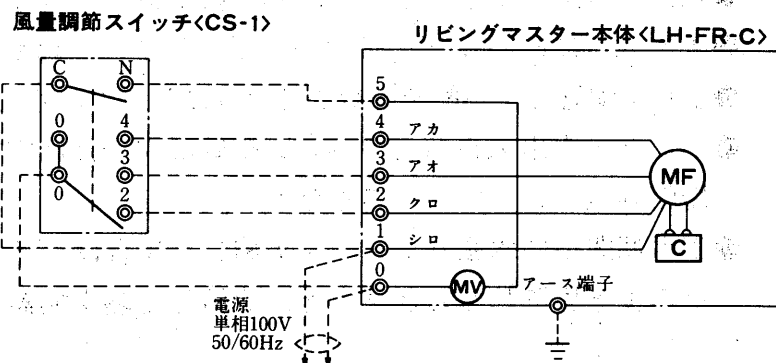 風量調節スイッチ<CS-1>
リビングマスター本体<LH-FR-C>
C N
0 4
3
0 2
5
4 アカ
3 アオ
2 クロ
1 シロ
0
MF
C
MV
アース端子
電源
単相100V
50/60Hz